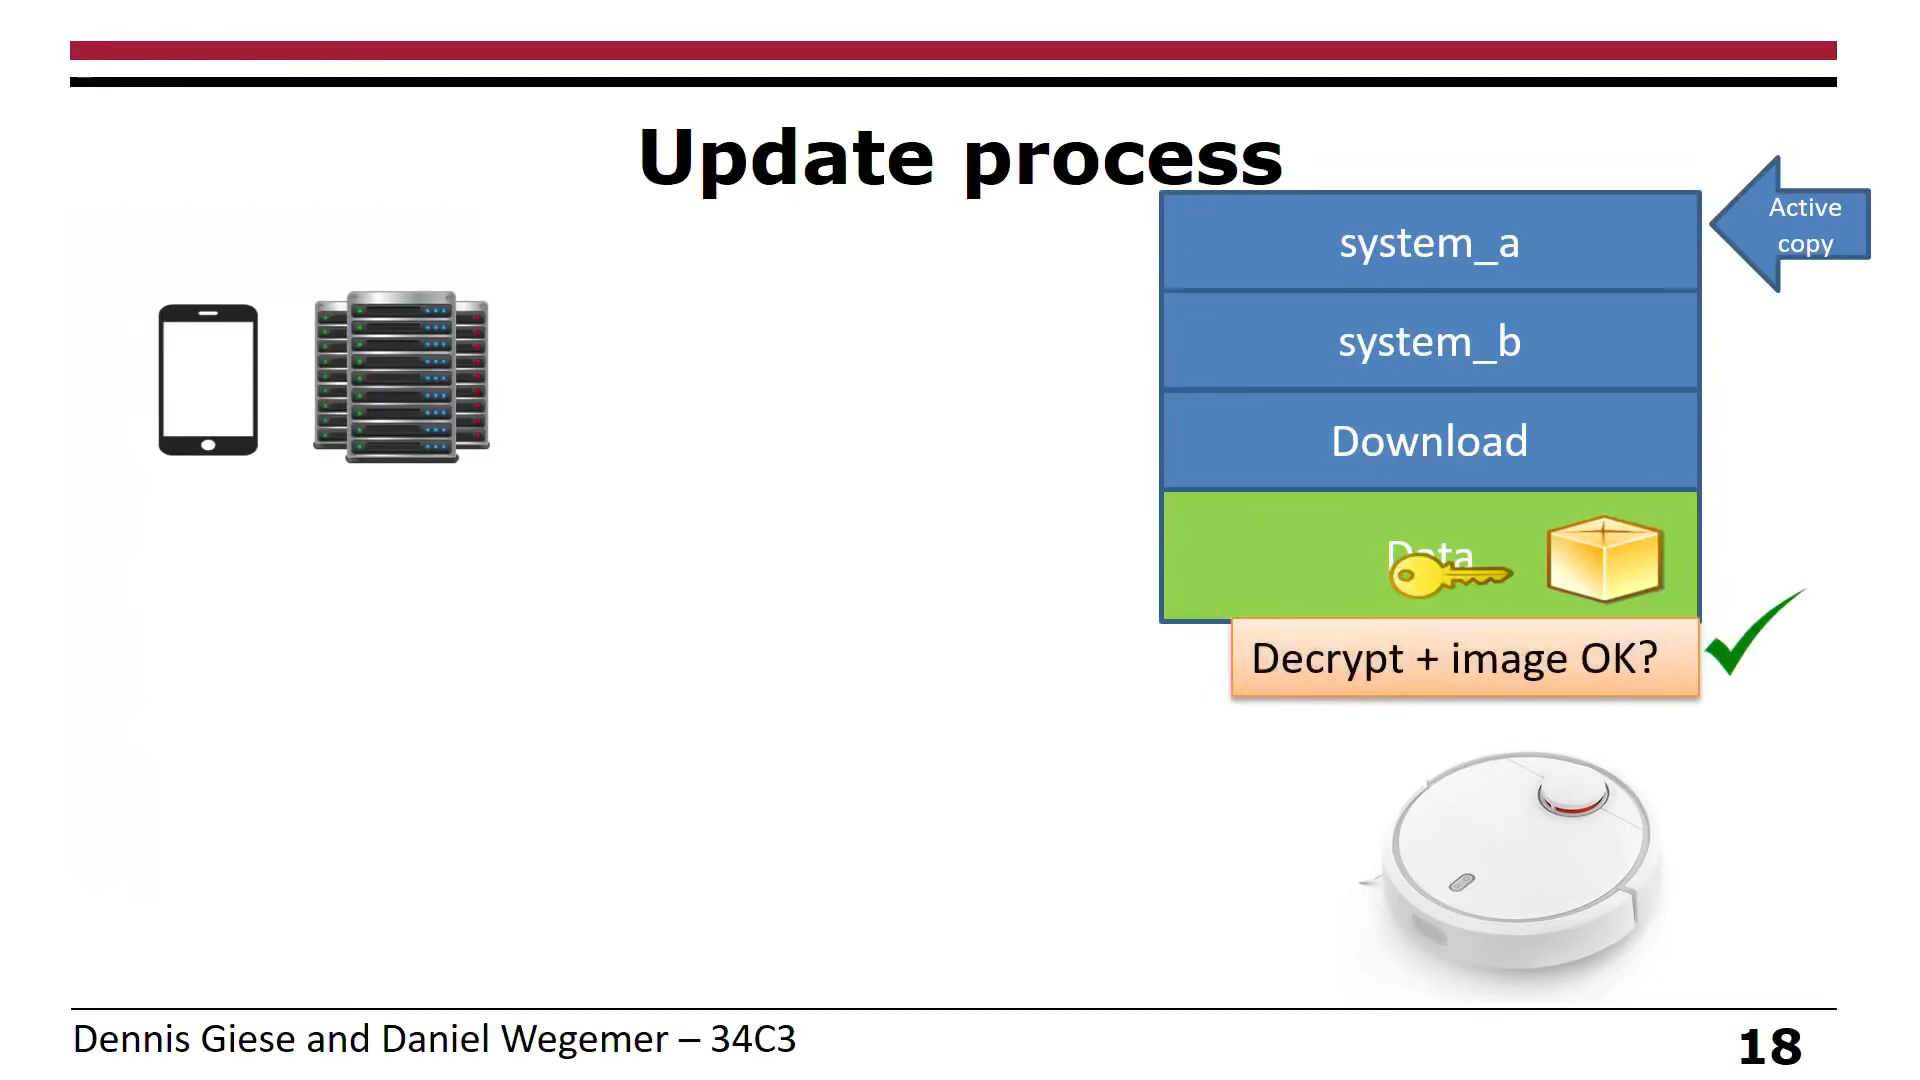 Update process
system_a
Active
copy
system_b
Download
Data
Decrypt + image OK?
Dennis Giese and Daniel Wegemer – 34C3
18